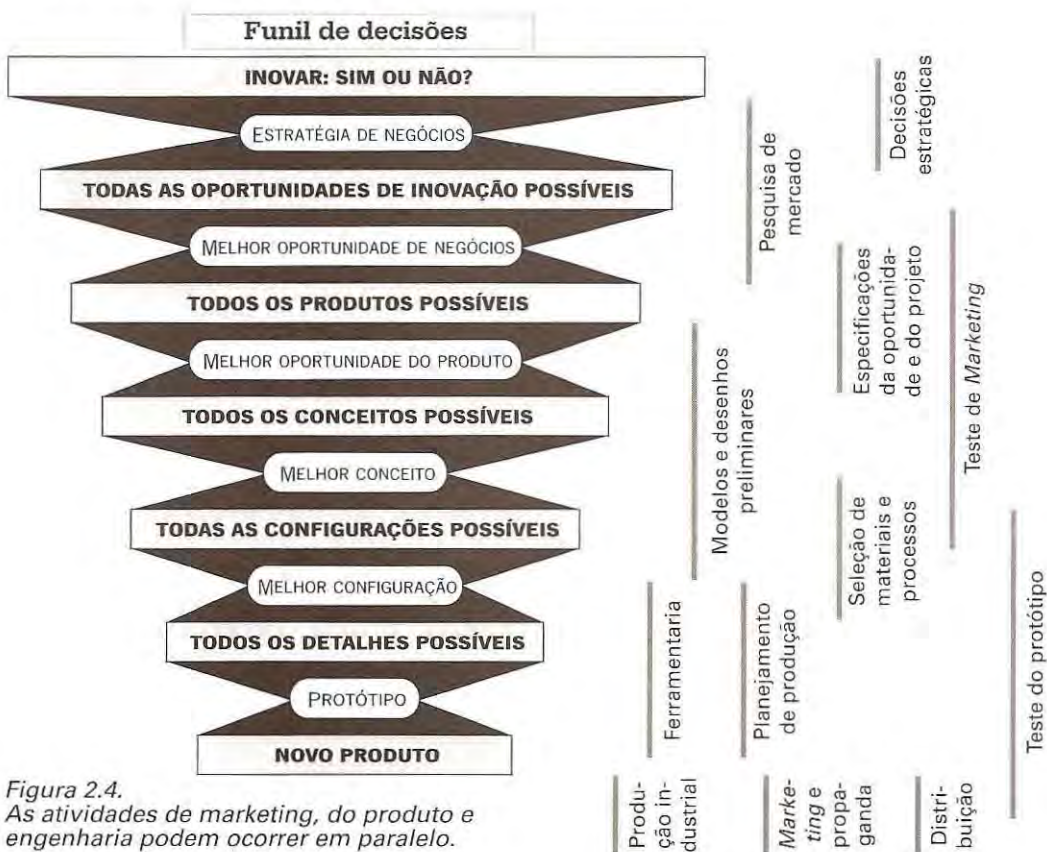 Funil de decisões
INOVAR: SIM OU NÃO?
ESTRATÉGIA DE NEGÓCIOS
TODAS AS OPORTUNIDADES DE INOVAÇÃO POSSÍVEIS
MELHOR OPORTUNIDADE DE NEGÓCIOS
TODOS OS PRODUTOS POSSÍVEIS
MELHOR OPORTUNIDADE DO PRODUTO
TODOS OS CONCEITOS POSSÍVEIS
MELHOR CONCEITO
TODAS AS CONFIGURAÇÕES POSSÍVEIS
MELHOR CONFIGURAÇÃO
TODOS OS DETALHES POSSÍVEIS
PROTÓTIPO
NOVO PRODUTO
Decisões
estratégicas
Pesquisa de
mercado
Especificações
da oportunida-
de e do projeto
Teste de Marketing
Modelos e desenhos
preliminares
Seleção de
materiais e
processos
Ferramentaria
Planejamento
de produção
Teste do protótipo
Produ-
ção in-
dustrial
Marke-
ting e
propa-
ganda
Distri-
buição
Figura 2.4.
As atividades de marketing, do produto e
engenharia podem ocorrer em paralelo.